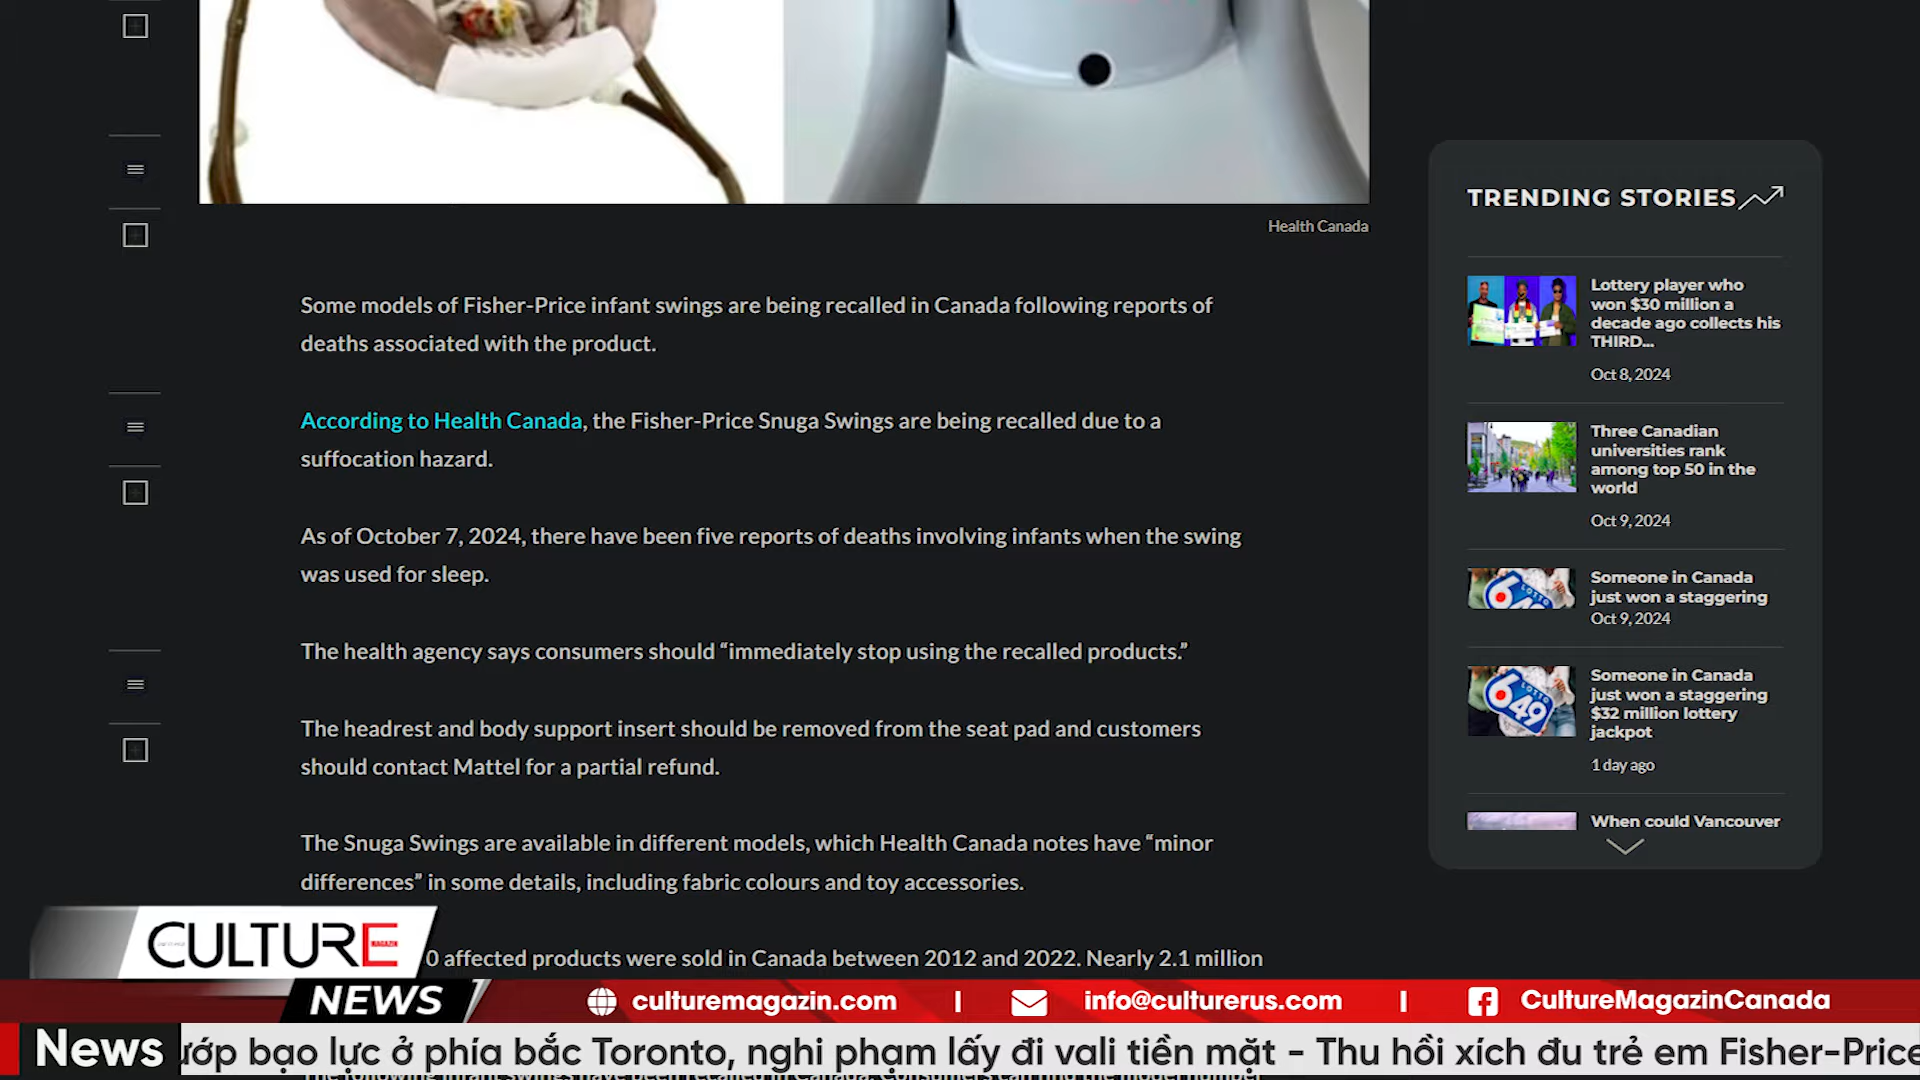 Health Canada
Some models of Fisher-Price infant swings are being recalled in Canada following reports of
deaths associated with the product.
According to Health Canada, the Fisher-Price Snuga Swings are being recalled due to a
suffocation hazard.
As of October 7, 2024, there have been five reports of deaths involving infants when the swing
was used for sleep.
The health agency says consumers should “immediately stop using the recalled products.”
The headrest and body support insert should be removed from the seat pad and customers
should contact Mattel for a partial refund.
The Snuga Swings are available in different models, which Health Canada notes have “minor
differences” in some details, including fabric colours and toy accessories.
0 affected products were sold in Canada between 2012 and 2022. Nearly 2.1 million
TRENDING STORIES
Lottery player who
won $30 million a
decade ago collects his
THIRD...
Oct 8, 2024
Three Canadian
universities rank
among top 50 in the
world
Oct 9, 2024
LOTTO
649
Someone in Canada
just won a staggering
Oct 9, 2024
LOTTO
649
Someone in Canada
just won a staggering
$32 million lottery
jackpot
1 day ago
When could Vancouver
CULTURE
MAGAZIN
NEWS
culturemagazin.com | info@culturerus.com | CultureMagazinCanada
News
ướp bạo lực ở phía bắc Toronto, nghi phạm lấy đi vali tiền mặt - Thu hồi xích đu trẻ em Fisher-Price